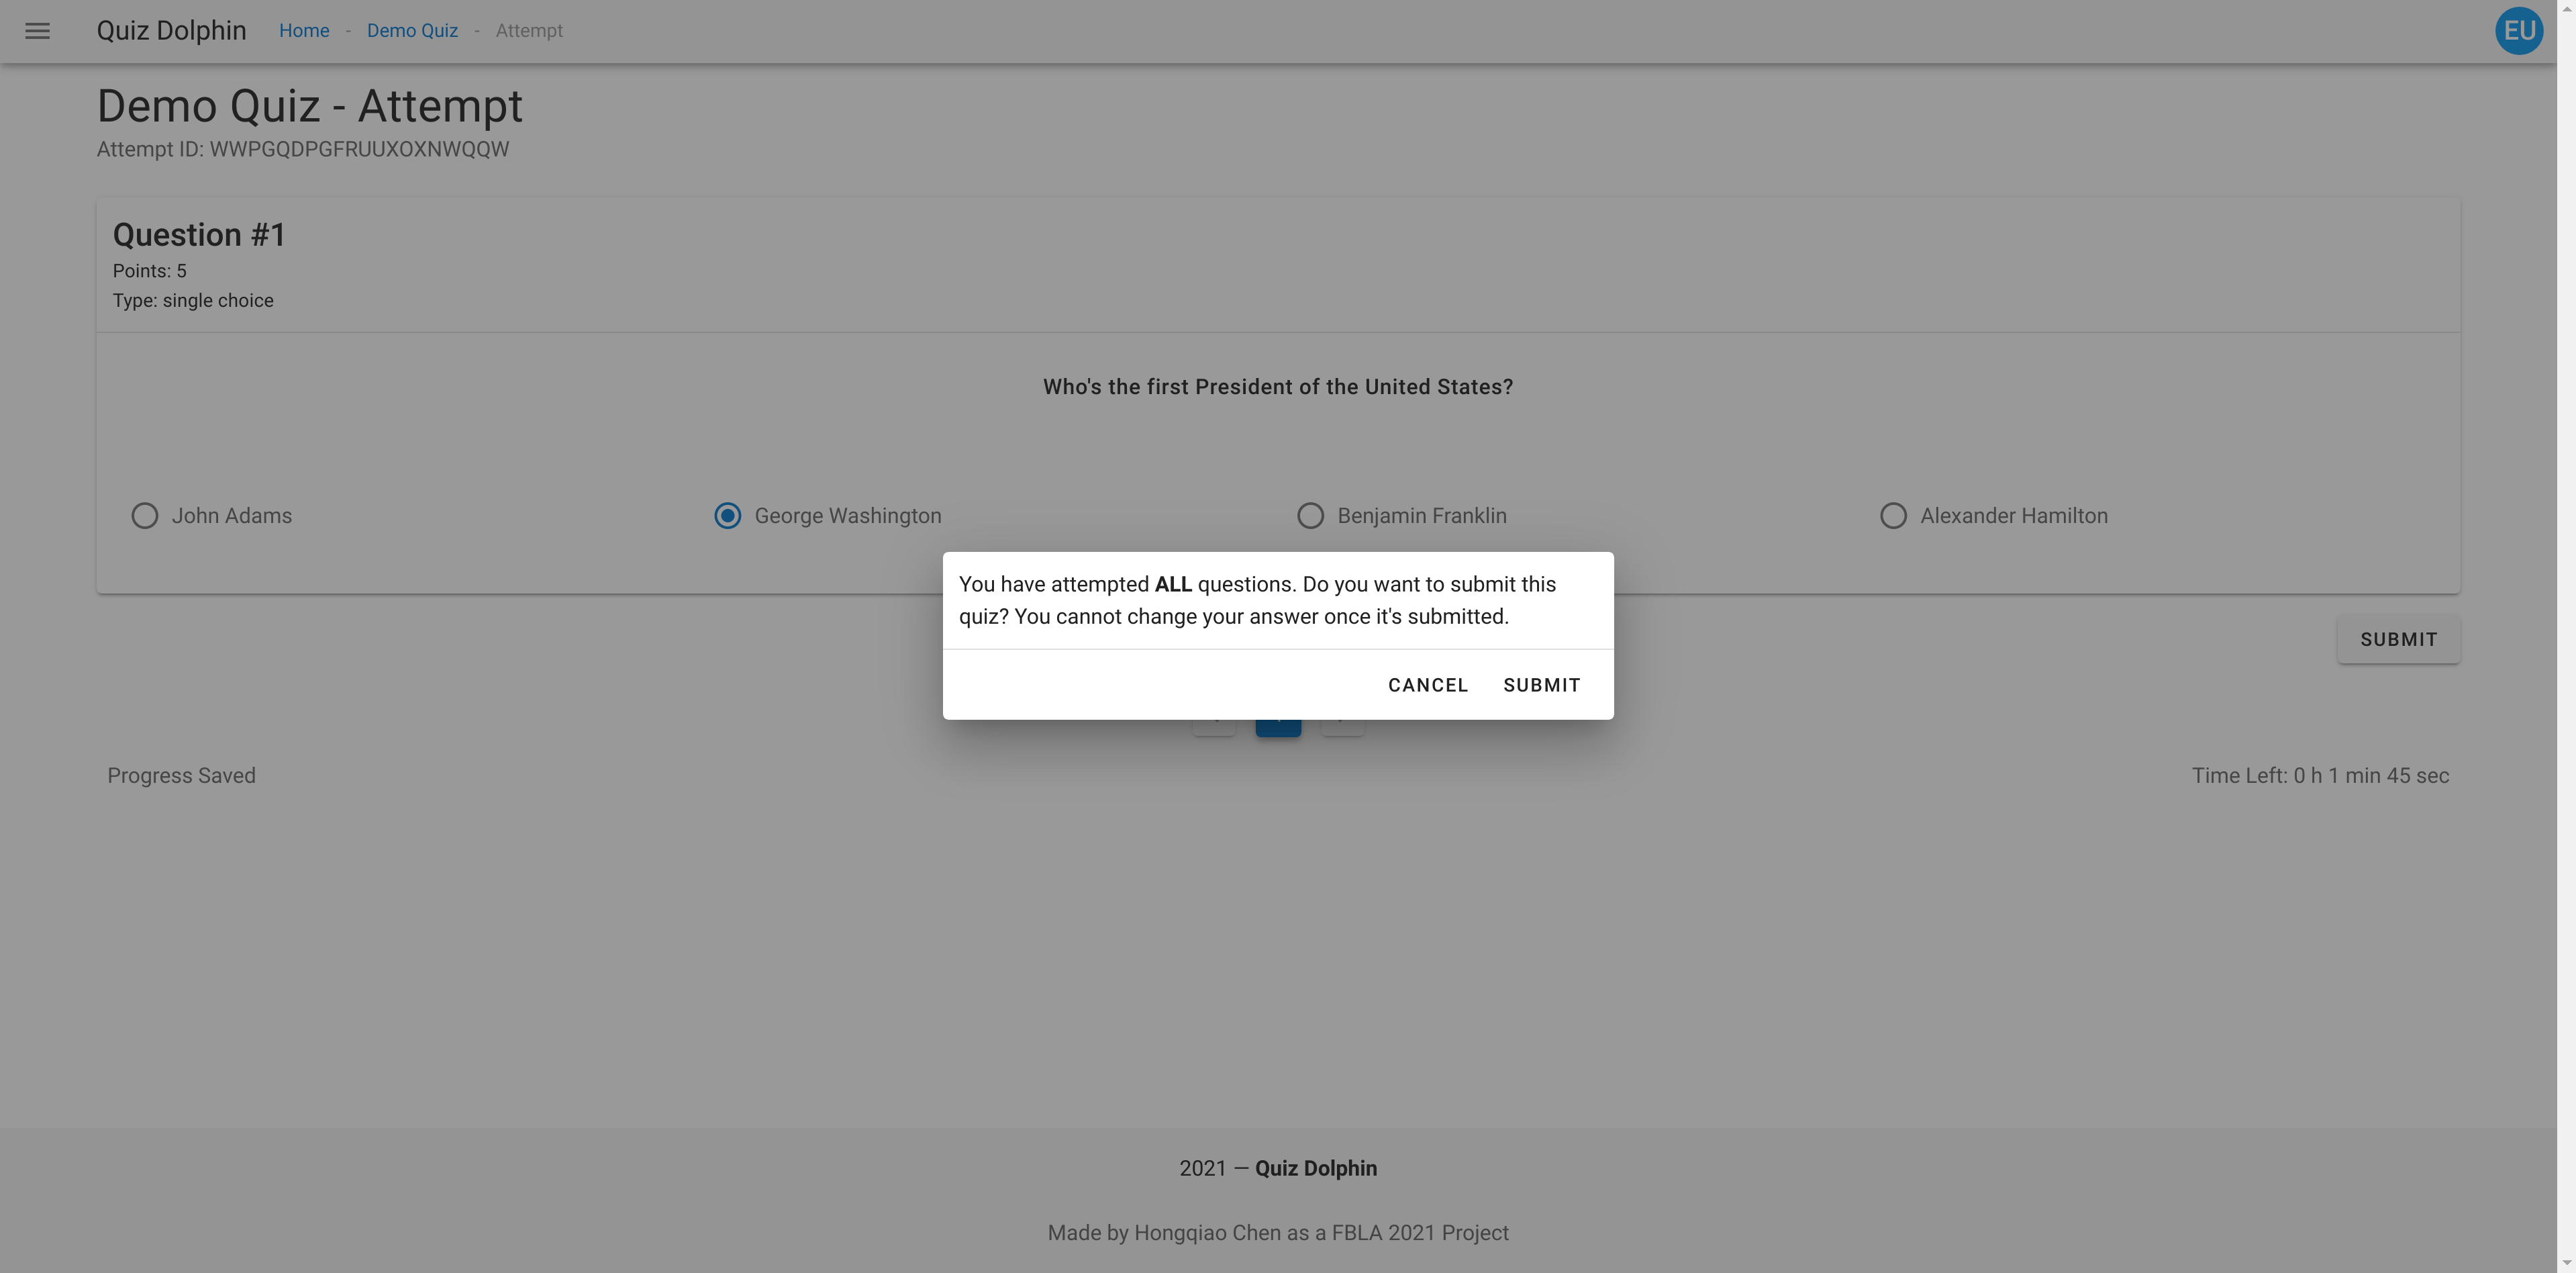 Quiz Dolphin Home - Demo Quiz - Attempt EU
Demo Quiz - Attempt
Attempt ID: WWPGQDPGFRUUXOXNWQQW
Question #1
Points: 5
Type: single choice
Who's the first President of the United States?
John Adams George Washington Benjamin Franklin Alexander Hamilton
You have attempted ALL questions. Do you want to submit this
quiz? You cannot change your answer once it's submitted.
SUBMIT
CANCEL SUBMIT
Progress Saved Time Left: 0 h 1 min 45 sec
2021 — Quiz Dolphin
Made by Hongqiao Chen as a FBLA 2021 Project